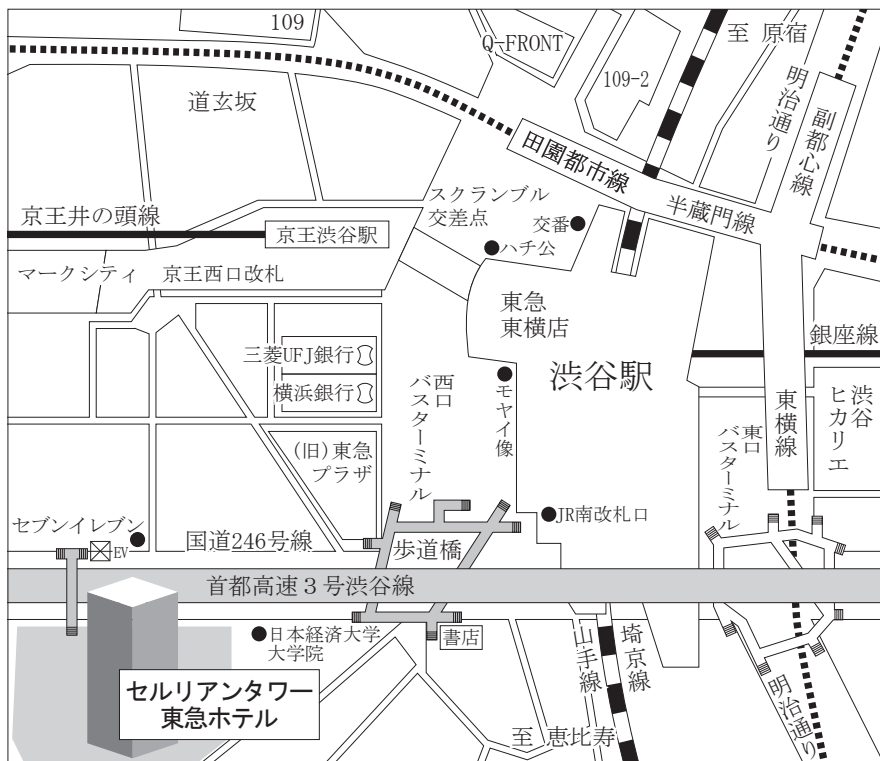 109
Q-FRONT
至 原宿
109-2
明治通り
副都心線
道玄坂
田園都市線
半蔵門線
スクランブル
交差点
交番
ハチ公
京王井の頭線
京王渋谷駅
マークシティ
京王西口改札
東急
東横店
銀座線
渋谷駅
三菱UFJ銀行
横浜銀行
西口
バスターミナル
モヤイ像
東口
バスターミナル
東横線
渋谷
ヒカリエ
(旧)東急
プラザ
JR南改札口
セブンイレブン
EV
国道246号線
歩道橋
首都高速3号渋谷線
日本経済大学
大学院
書店
山手線
埼京線
セルリアンタワー
東急ホテル
至 恵比寿
明治通り